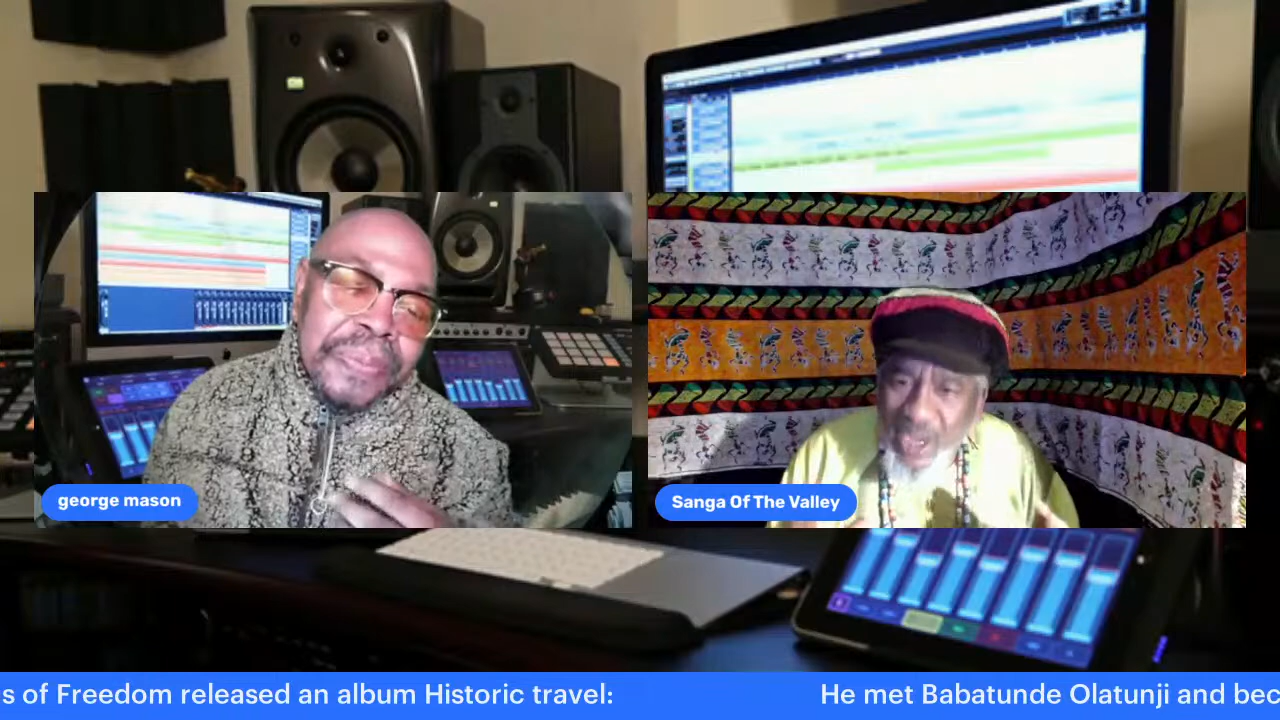 george mason
Sanga Of The Valley
s of Freedom released an album Historic travel: He met Babatunde Olatunji and bec